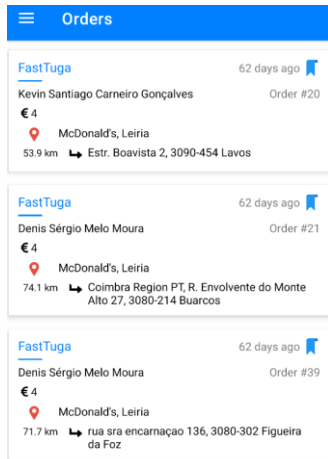 Orders
FastTuga 62 days ago
Kevin Santiago Carneiro Gonçalves Order #20
€ 4
McDonald's, Leiria
53.9 km Estr. Boavista 2, 3090-454 Lavos
FastTuga 62 days ago
Denis Sérgio Melo Moura Order #21
€ 4
McDonald's, Leiria
74.1 km Coimbra Region PT, R. Envolvente do Monte
Alto 27, 3080-214 Buarcos
FastTuga 62 days ago
Denis Sérgio Melo Moura Order #39
€ 4
McDonald's, Leiria
71.7 km rua sra encarnaçao 136, 3080-302 Figueira
da Foz